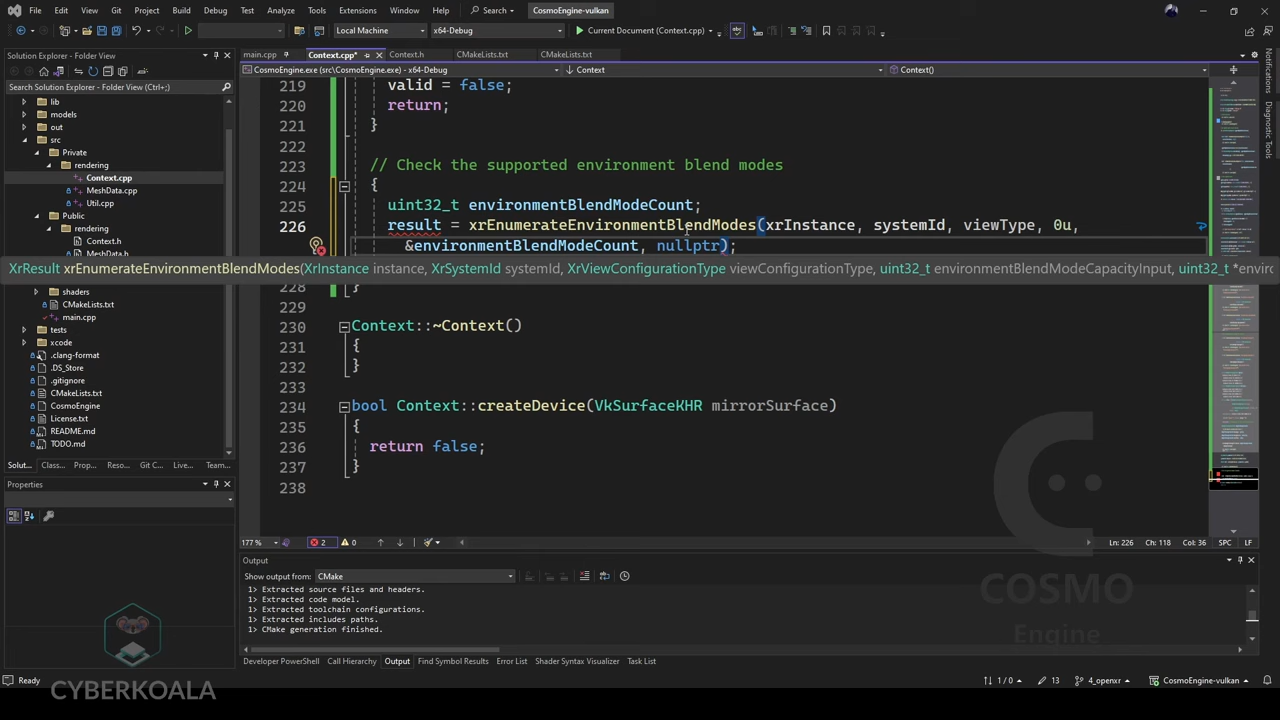 File Edit View Git Project Build Debug Test Analyze Tools Extensions Window Help Search CosmoEngine-vulkan
Local Machine x64-Debug Current Document (Context.cpp)
Solution Explorer - Folder View
main.cpp Context.cpp* Context.h CMakeLists.txt CMakeLists.txt
CosmoEngine.exe (src\CosmoEngine.exe) - x64-Debug Context Context()
Search Solution Explorer - Folder View (Ctrl+;)
lib
models
out
src
Private
rendering
Context.cpp
MeshData.cpp
Util.cpp
Public
rendering
Context.h
MeshData.h
shaders
CMakeLists.txt
main.cpp
tests
xcode
.clang-format
.DS_Store
.gitignore
CMakeLists.txt
CosmoEngine
License.txt
README.md
TODO.md
Solut... Class... Prop... Reso... Git C... Live... Team...
Properties
219 valid = false;
220 return;
221 }
222
223 // Check the supported environment blend modes
224 {
225 uint32_t environmentBlendModeCount;
226 result = xrEnumerateEnvironmentBlendModes(xrInstance, systemId, viewType, 0u,
&environmentBlendModeCount, nullptr);
XrResult xrEnumerateEnvironmentBlendModes(XrInstance instance, XrSystemId systemId, XrViewConfigurationType viewConfigurationType, uint32_t environmentBlendModeCapacityInput, uint32_t *enviro
228 }
229
230 Context::~Context()
231 {
232 }
233
234 bool Context::createDevice(VkSurfaceKHR mirrorSurface)
235 {
236 return false;
237 }
238
177 % 2 0 Ln: 226 Ch: 118 Col: 36 SPC LF
Output
Show output from: CMake
1> Extracted source files and headers.
1> Extracted code model.
1> Extracted toolchain configurations.
1> Extracted includes paths.
1> CMake generation finished.
Developer PowerShell Call Hierarchy Output Find Symbol Results Error List Shader Syntax Visualizer Task List
Ready 1 / 0 13 4_openxr CosmoEngine-vulkan
Notifications
Diagnostic Tools
COSMO
Engine
CYBERKOALA